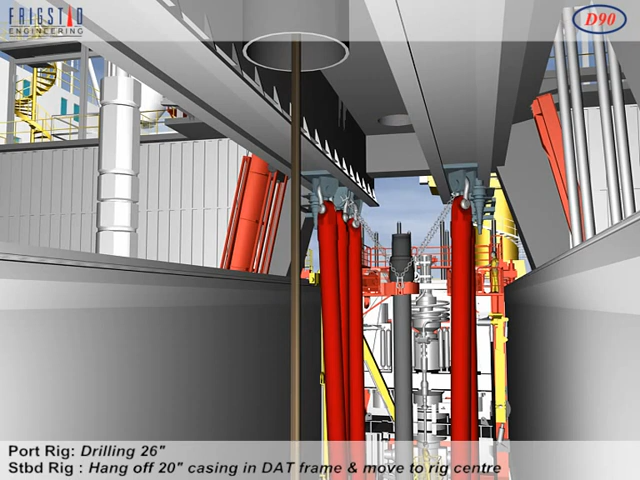 FRIGSTAD
ENGINEERING
D90
Port Rig: Drilling 26"
Stbd Rig : Hang off 20" casing in DAT frame & move to rig centre